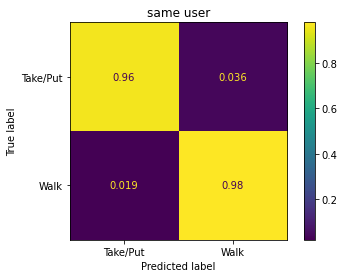 same user
Take/Put
0.96
0.036
0.8
0.6
True label
0.4
Walk
0.019
0.98
0.2
Take/Put
Walk
Predicted label